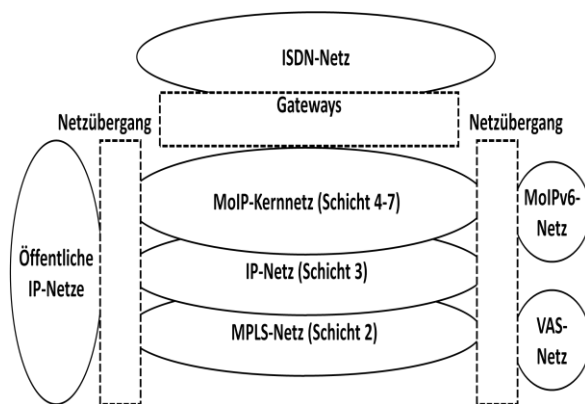 ISDN-Netz
Gateways
Netzübergang
Netzübergang
MoIP-Kernnetz (Schicht 4-7)
MoIPv6-
Netz
Öffentliche
IP-Netze
IP-Netz (Schicht 3)
MPLS-Netz (Schicht 2)
VAS-
Netz